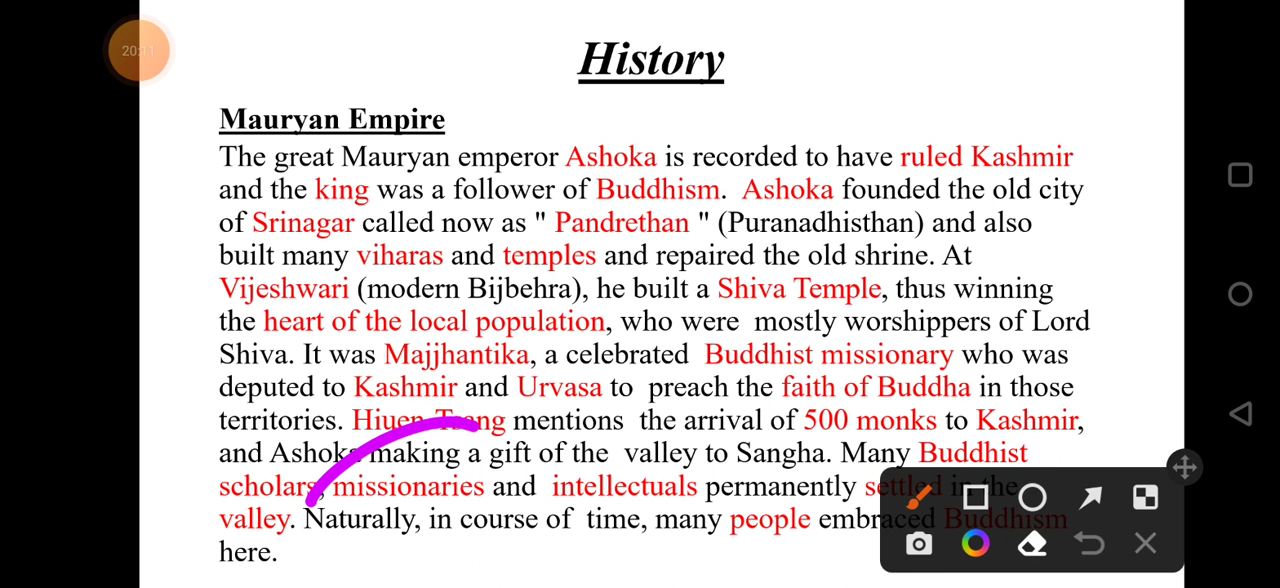 20:11
History
Mauryan Empire
The great Mauryan emperor Ashoka is recorded to have ruled Kashmir
and the king was a follower of Buddhism. Ashoka founded the old city
of Srinagar called now as " Pandrethan " (Puranadhisthan) and also
built many viharas and temples and repaired the old shrine. At
Vijeshwari (modern Bijbehra), he built a Shiva Temple, thus winning
the heart of the local population, who were mostly worshippers of Lord
Shiva. It was Majjhantika, a celebrated Buddhist missionary who was
deputed to Kashmir and Urvasa to preach the faith of Buddha in those
territories. Hiuen Tsang mentions the arrival of 500 monks to Kashmir,
and Ashoka making a gift of the valley to Sangha. Many Buddhist
scholars, missionaries and intellectuals permanently settled in the
valley. Naturally, in course of time, many people embraced Buddhism
here.